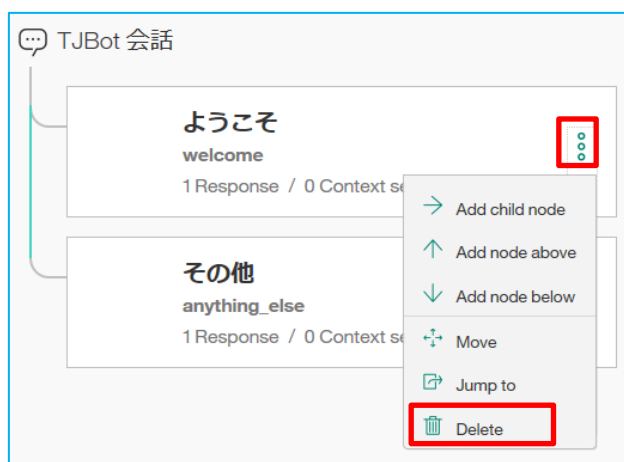 TJBot 会話
ようこそ
welcome
1 Response / 0 Context se
Add child node
Add node above
Add node below
Move
Jump to
Delete
その他
anything_else
1 Response / 0 Context se